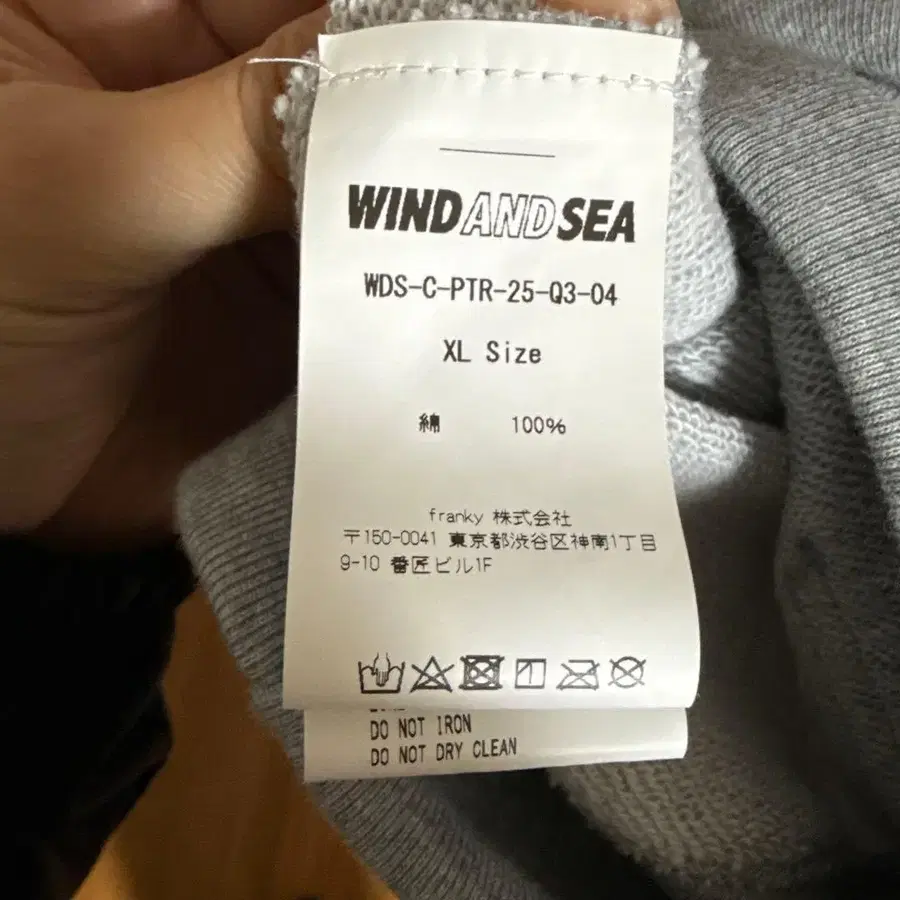 WINDANDSEA
WDS-C-PTR-25-Q3-04
XL Size
綿 100%
franky 株式会社
〒150-0041 東京都渋谷区神南1丁目
9-10 番匠ビル1F
DO NOT IRON
DO NOT DRY CLEAN